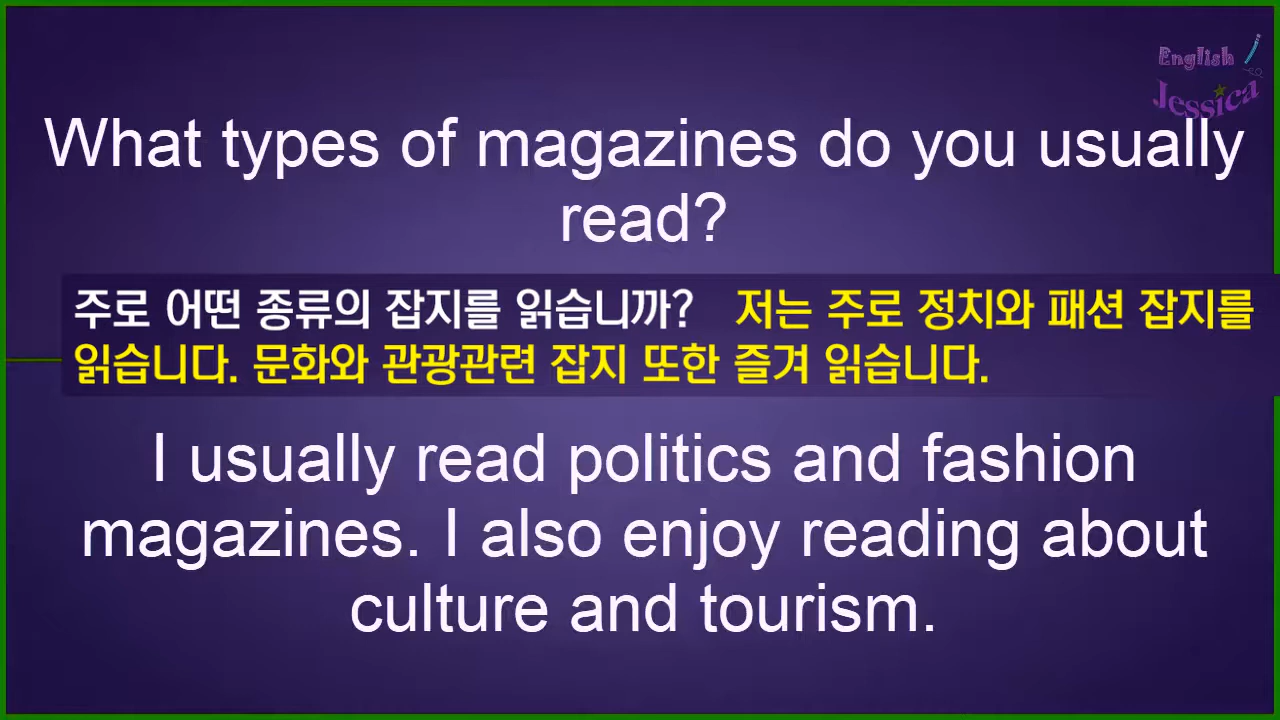 English
Jessica
What types of magazines do you usually
read?
주로 어떤 종류의 잡지를 읽습니까? 저는 주로 정치와 패션 잡지를
읽습니다. 문화와 관광관련 잡지 또한 즐겨 읽습니다.
I usually read politics and fashion
magazines. I also enjoy reading about
culture and tourism.